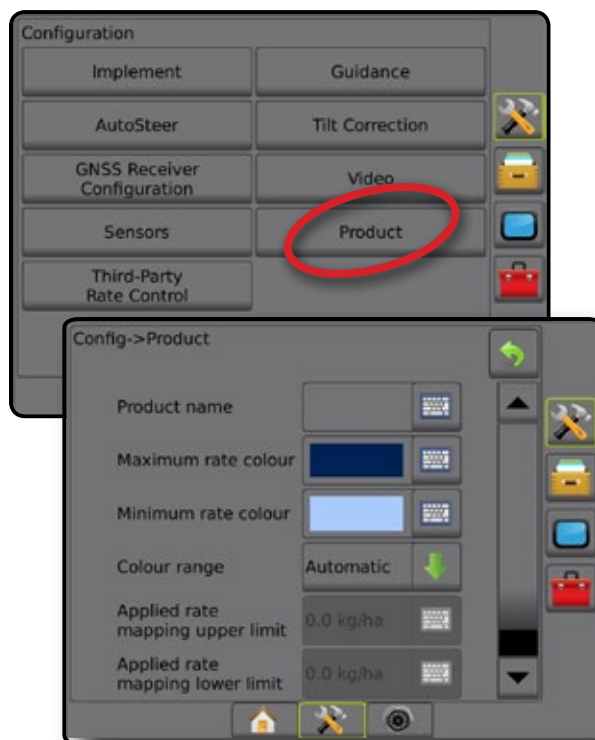 Configuration
Implement
Guidance
AutoSteer
Tilt Correction
GNSS Receiver
Configuration
Video
Sensors
Product
Third-Party
Rate Control
Config->Product
Product name
Maximum rate colour
Minimum rate colour
Colour range
Automatic
Applied rate
mapping upper limit
0.0 kg/ha
Applied rate
mapping lower limit
0.0 kg/ha